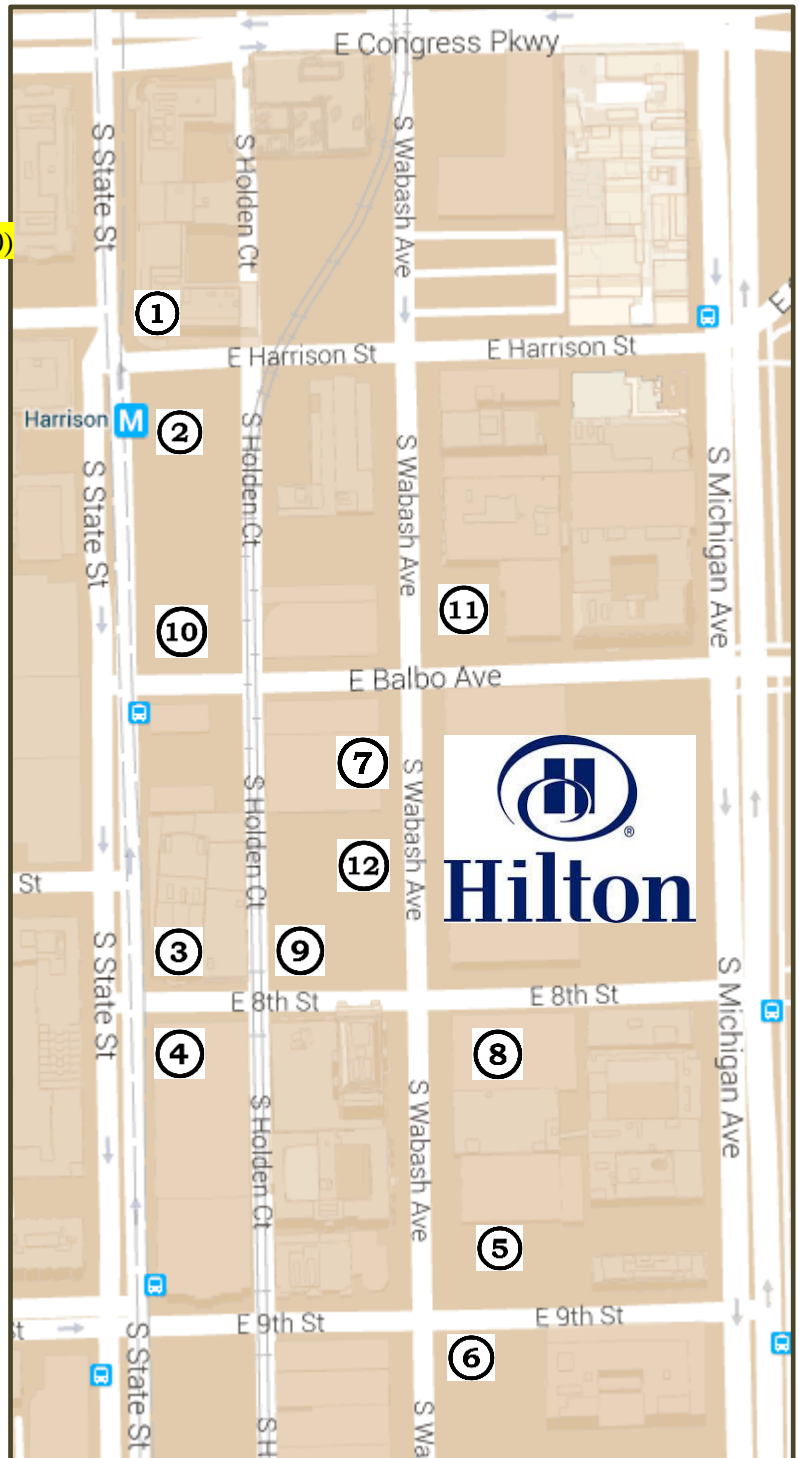 E Congress Pkwy
S State St
S Holden Ct
S Wabash Ave
0)
1
E Harrison St
E Harrison St
E
Harrison
M
2
S State St
S Holden Ct
S Wabash Ave
S Michigan Ave
11
10
E Balbo Ave
7
S Wabash Ave
S Holden Ct
12
H
®
Hilton
St
3
9
S State St
S Michigan Ave
E 8th St
E 8th St
4
8
S Wabash Ave
S Holden Ct
5
E 9th St
E 9th St
st
S State St
6
S Wa
S H